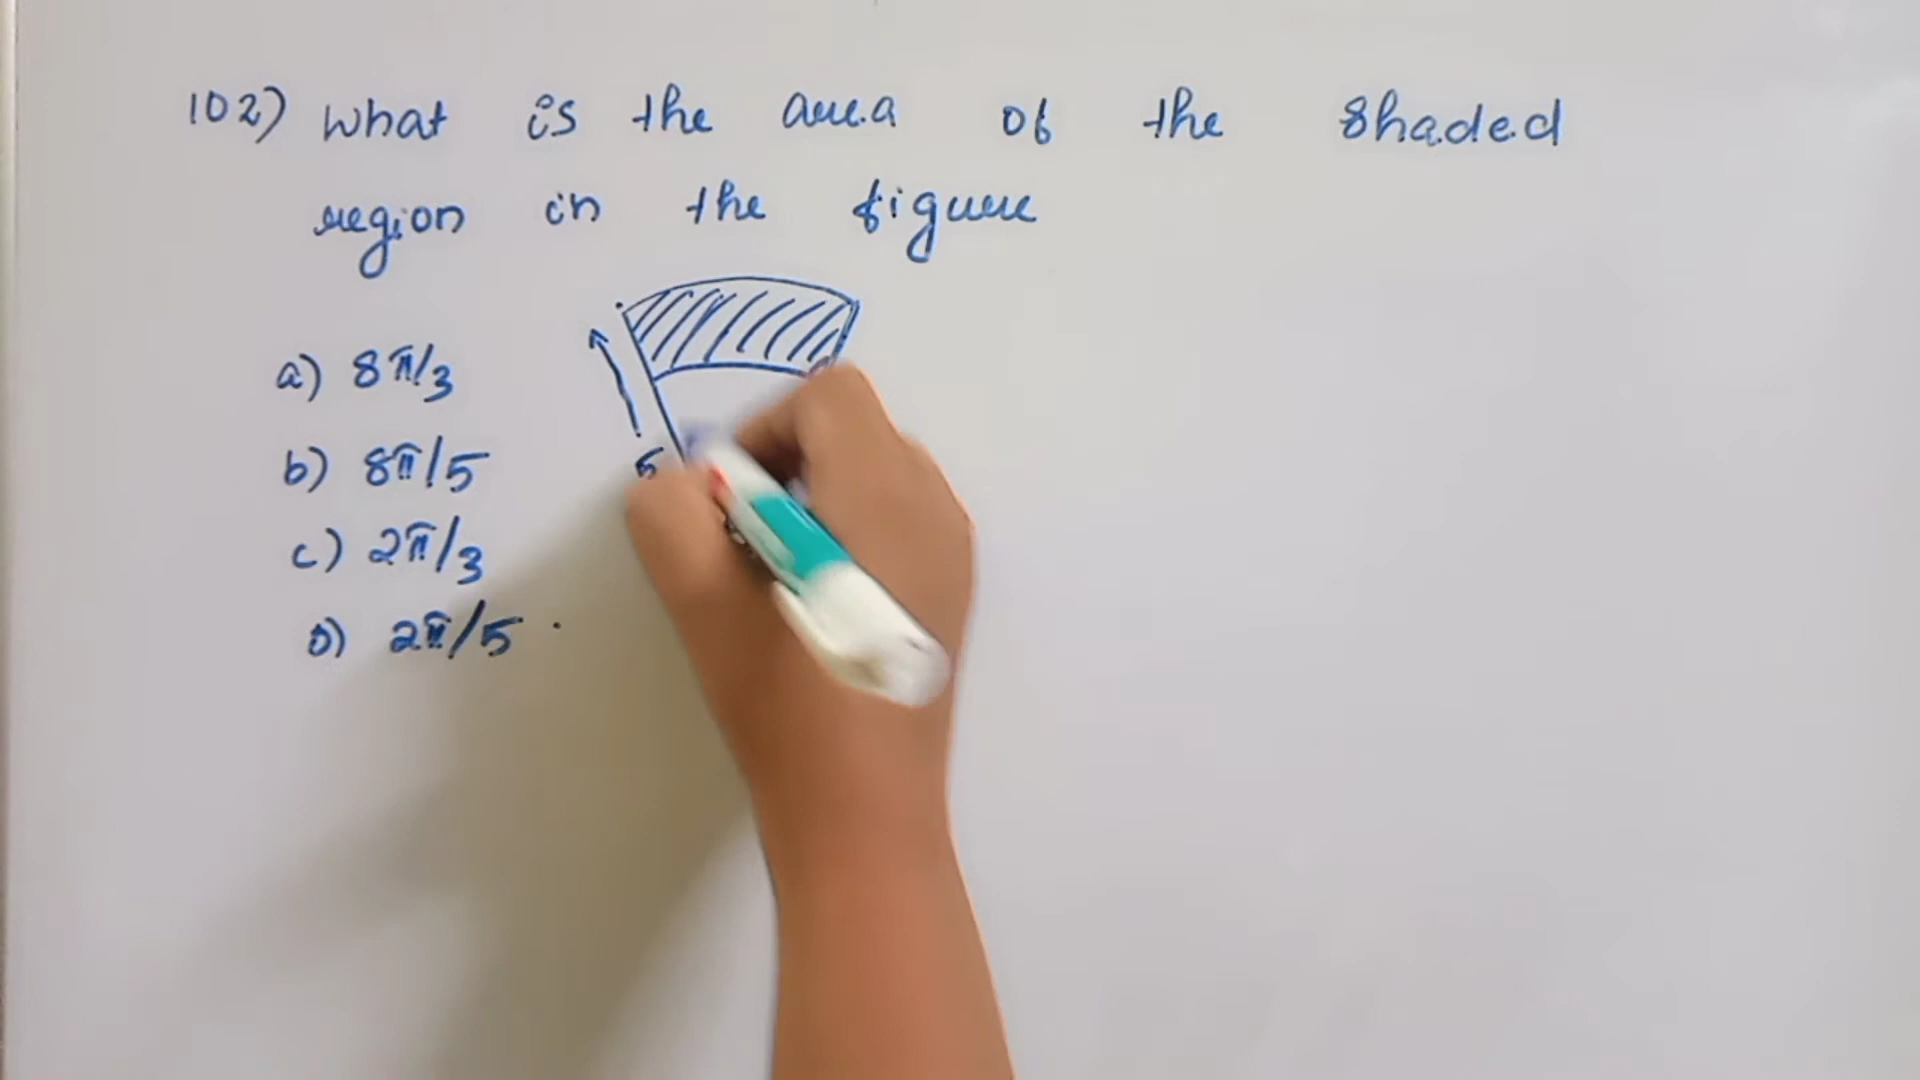 102) What is the area of the shaded
region in the figure
a) 8π/3
b) 8π/5
c) 2π/3
D) 2π/5
5